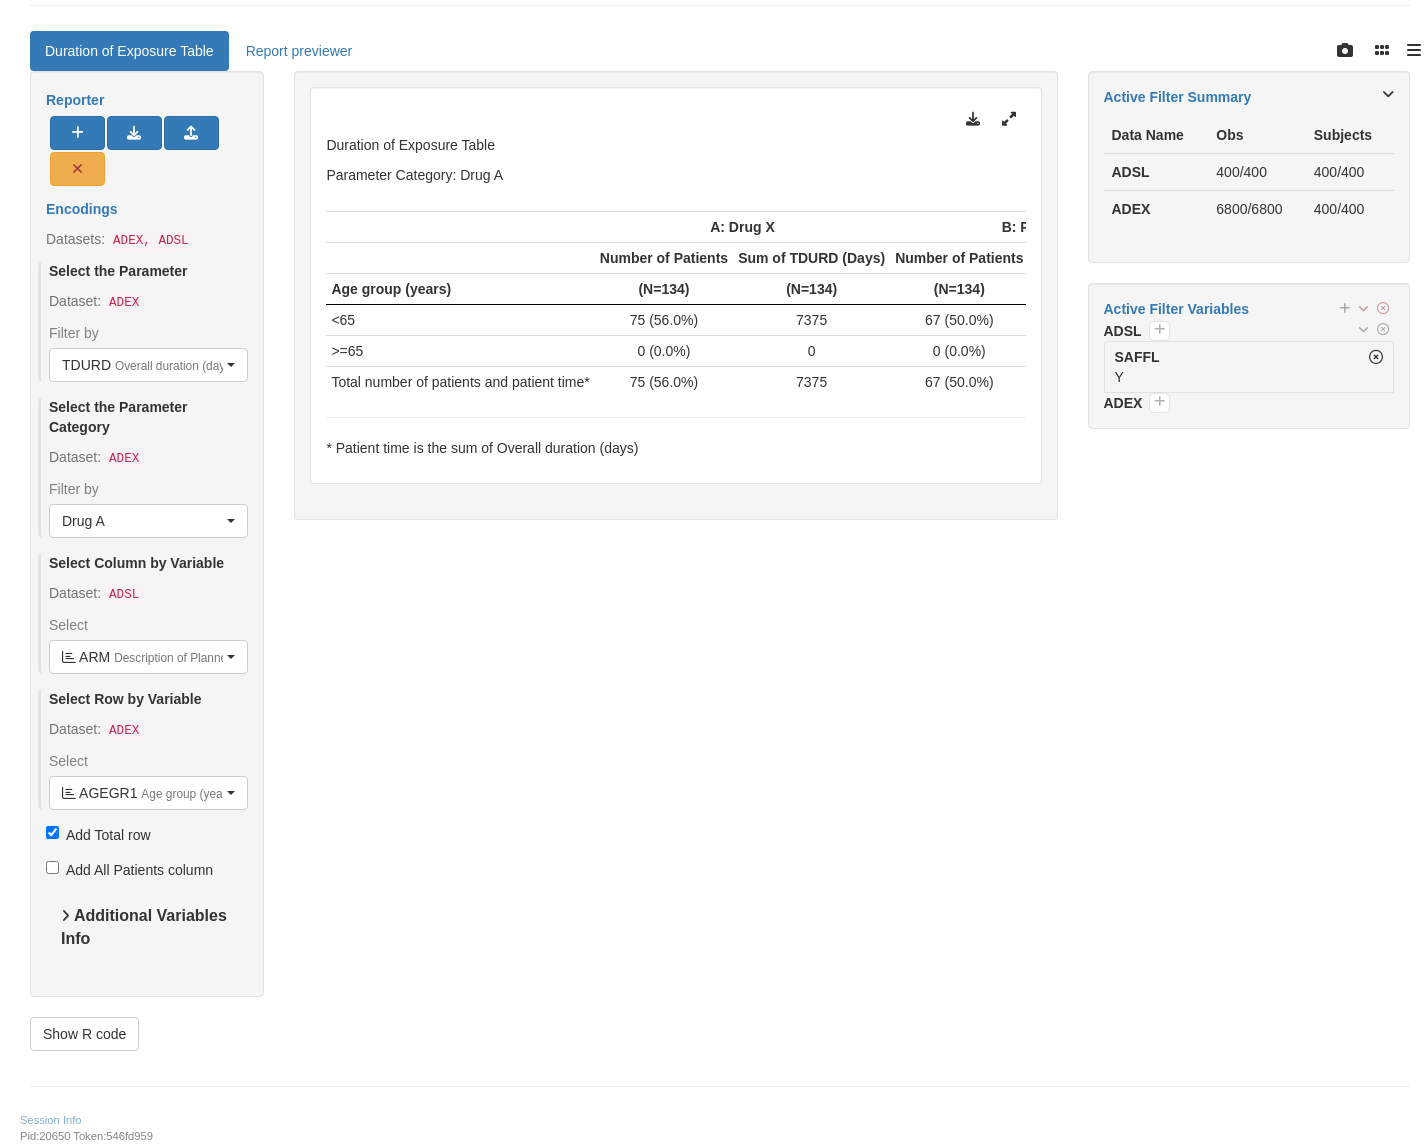 Duration of Exposure Table
Report previewer
Reporter
Encodings
Datasets: ADEX, ADSL
Select the Parameter
Dataset: ADEX
Filter by
TDURD Overall duration (day
Select the Parameter
Category
Dataset: ADEX
Filter by
Drug A
Select Column by Variable
Dataset: ADSL
Select
ARM Description of Planne
Select Row by Variable
Dataset: ADEX
Select
AGEGR1 Age group (yea
Add Total row
Add All Patients column
Additional Variables
Info
Show R code
Duration of Exposure Table
Parameter Category: Drug A
A: Drug X B:
Number of Patients Sum of TDURD (Days) Number of Patients
Age group (years) (N=134) (N=134) (N=134)
<65 75 (56.0%) 7375 67 (50.0%)
>=65 0 (0.0%) 0 0 (0.0%)
Total number of patients and patient time* 75 (56.0%) 7375 67 (50.0%)
* Patient time is the sum of Overall duration (days)
Active Filter Summary
Data Name Obs Subjects
ADSL 400/400 400/400
ADEX 6800/6800 400/400
Active Filter Variables
ADSL
SAFFL
Y
ADEX
Session Info
Pid:20650 Token:546fd959